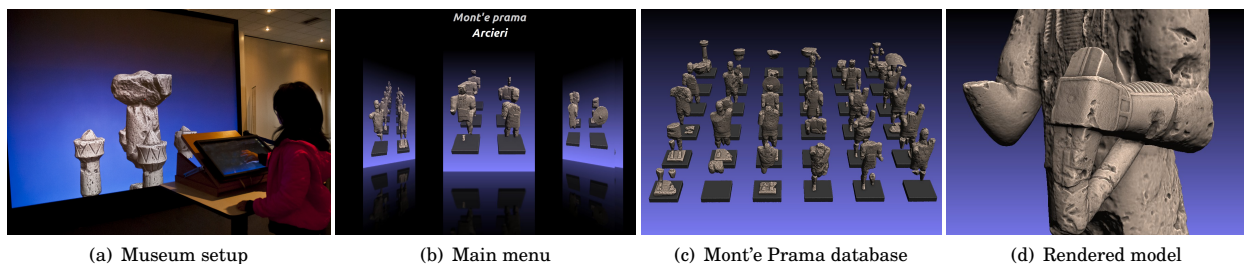 Mont'e prama
Arcieri
(a) Museum setup
(b) Main menu
(c) Mont'e Prama database
(d) Rendered model